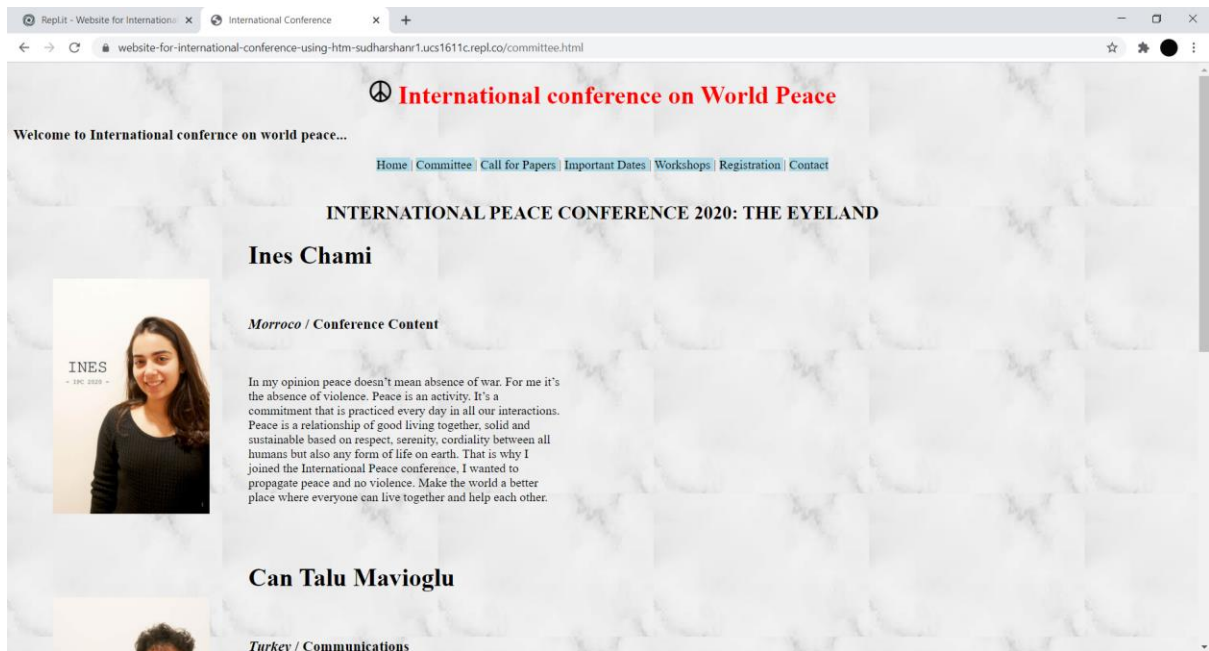 Repl.it - Website for Internationa
International Conference
website-for-international-conference-using-htm-sudharshanr1.ucs1611c.repl.co/committee.html
☮ International conference on World Peace
Welcome to International confernce on world peace...
Home | Committee | Call for Papers | Important Dates | Workshops | Registration | Contact
INTERNATIONAL PEACE CONFERENCE 2020: THE EYELAND
Ines Chami
INES
- IPC 2020 -
Morroco / Conference Content
In my opinion peace doesn't mean absence of war. For me it's
the absence of violence. Peace is an activity. It's a
commitment that is practiced every day in all our interactions.
Peace is a relationship of good living together, solid and
sustainable based on respect, serenity, cordiality between all
humans but also any form of life on earth. That is why I
joined the International Peace conference, I wanted to
propagate peace and no violence. Make the world a better
place where everyone can live together and help each other.
Can Talu Mavioglu
Turkey / Communications